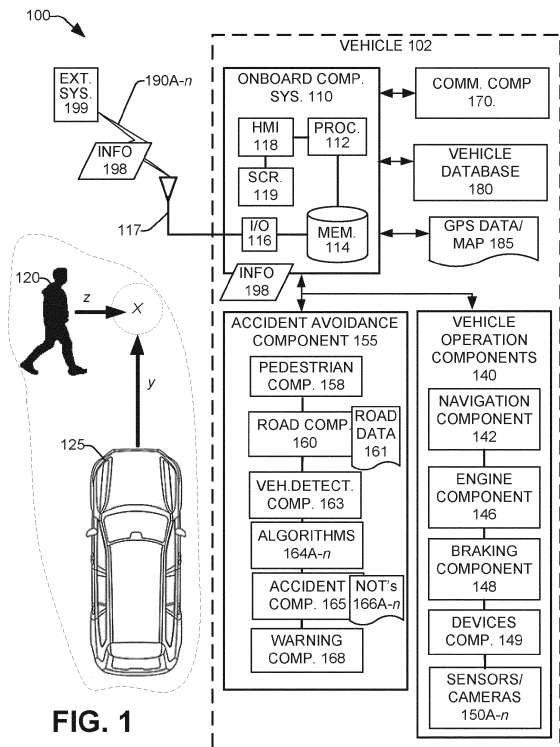 100
VEHICLE 102
EXT.
SYS.
199
190A-n
INFO
198
117
ONBOARD COMP.
SYS. 110
HMI
118
PROC.
112
SCR.
119
I/O
116
MEM.
114
INFO
198
COMM. COMP
170.
VEHICLE
DATABASE
180
GPS DATA/
MAP 185
120
z
X
y
125
ACCIDENT AVOIDANCE
COMPONENT 155
PEDESTRIAN
COMP. 158
ROAD COMP.
160
ROAD
DATA
161
VEH.DETECT.
COMP. 163
ALGORITHMS
164A-n
ACCIDENT
COMP. 165
NOT's
166A-n
WARNING
COMP. 168
VEHICLE
OPERATION
COMPONENTS
140
NAVIGATION
COMPONENT
142
ENGINE
COMPONENT
146
BRAKING
COMPONENT
148
DEVICES
COMP. 149
SENSORS/
CAMERAS
150A-n
FIG. 1